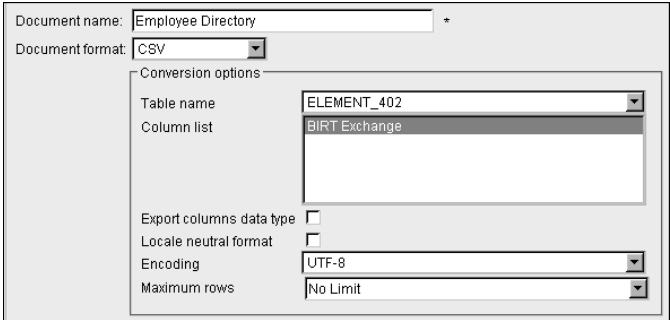 Document name: Employee Directory *
Document format: CSV
Conversion options
Table name ELEMENT_402
Column list BIRT Exchange
Export columns data type
Locale neutral format
Encoding UTF-8
Maximum rows No Limit